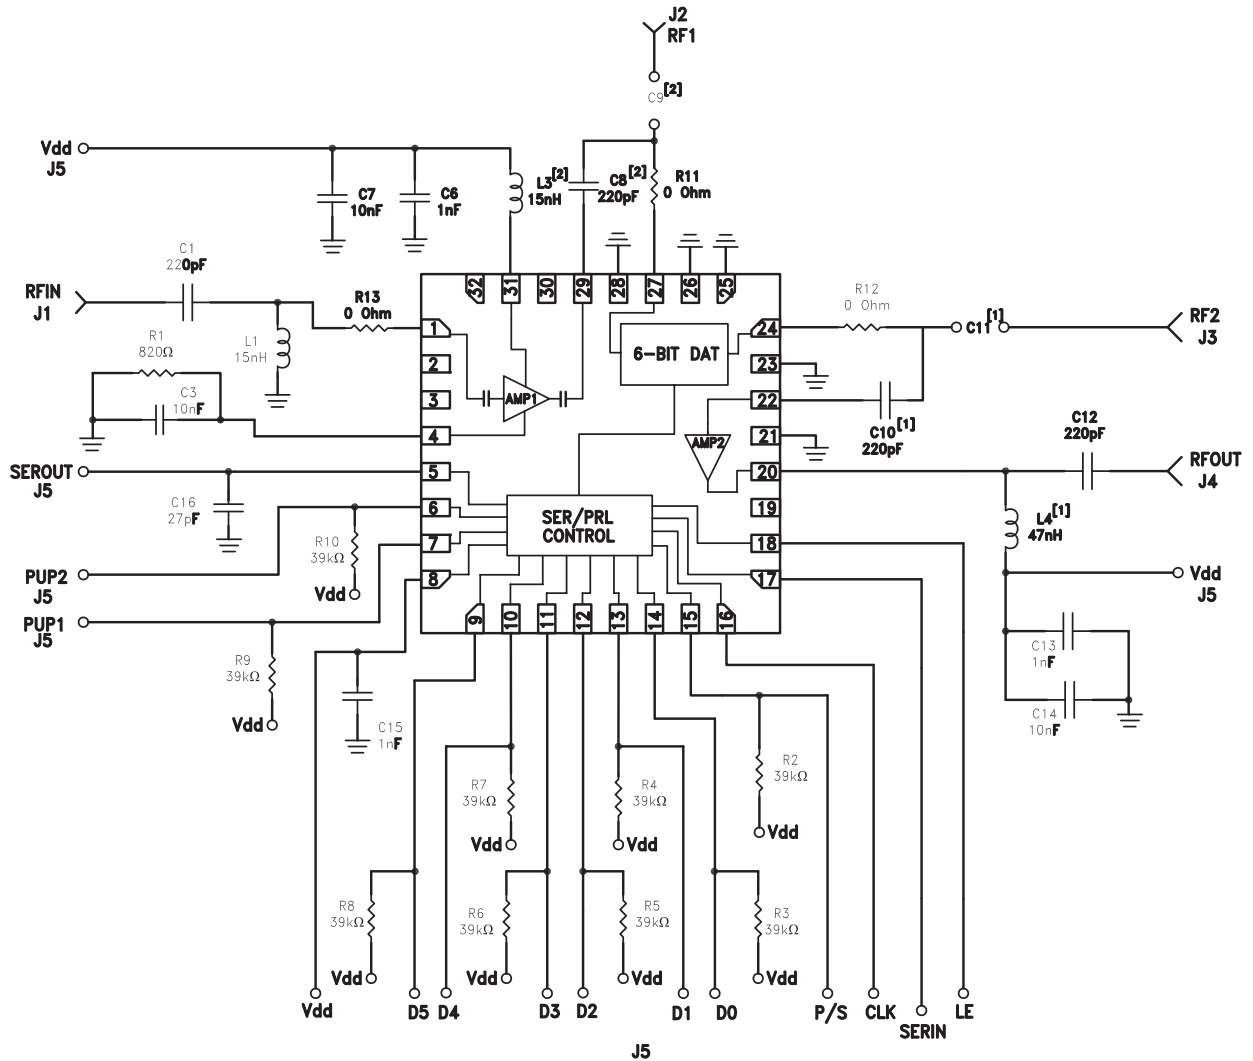 J2
RF1
C9[2]
Vdd
J5
C7
10nF
C6
1nF
L3[2]
15nH
C8[2]
220pF
R11
0 Ohm
C1
220pF
RFIN
J1
R13
0 Ohm
L1
15nH
R1
820Ω
C3
10nF
32
31
30
29
28
27
26
25
1
2
3
4
5
6
7
8
AMP1
6-BIT DAT
AMP2
SER/PRL
CONTROL
24
23
22
21
20
19
18
17
9
10
11
12
13
14
15
16
R12
0 Ohm
C11[1]
RF2
J3
C10[1]
220pF
C12
220pF
RFOUT
J4
L4[1]
47nH
Vdd
J5
C13
1nF
C14
10nF
SEROUT
J5
C16
27pF
R10
39kΩ
Vdd
PUP2
J5
PUP1
J5
R9
39kΩ
Vdd
C15
1nF
R7
39kΩ
Vdd
R4
39kΩ
Vdd
R2
39kΩ
Vdd
R8
39kΩ
Vdd
R6
39kΩ
Vdd
R5
39kΩ
Vdd
R3
39kΩ
Vdd
Vdd
D5
D4
D3
D2
D1
D0
P/S
CLK
SERIN
LE
J5